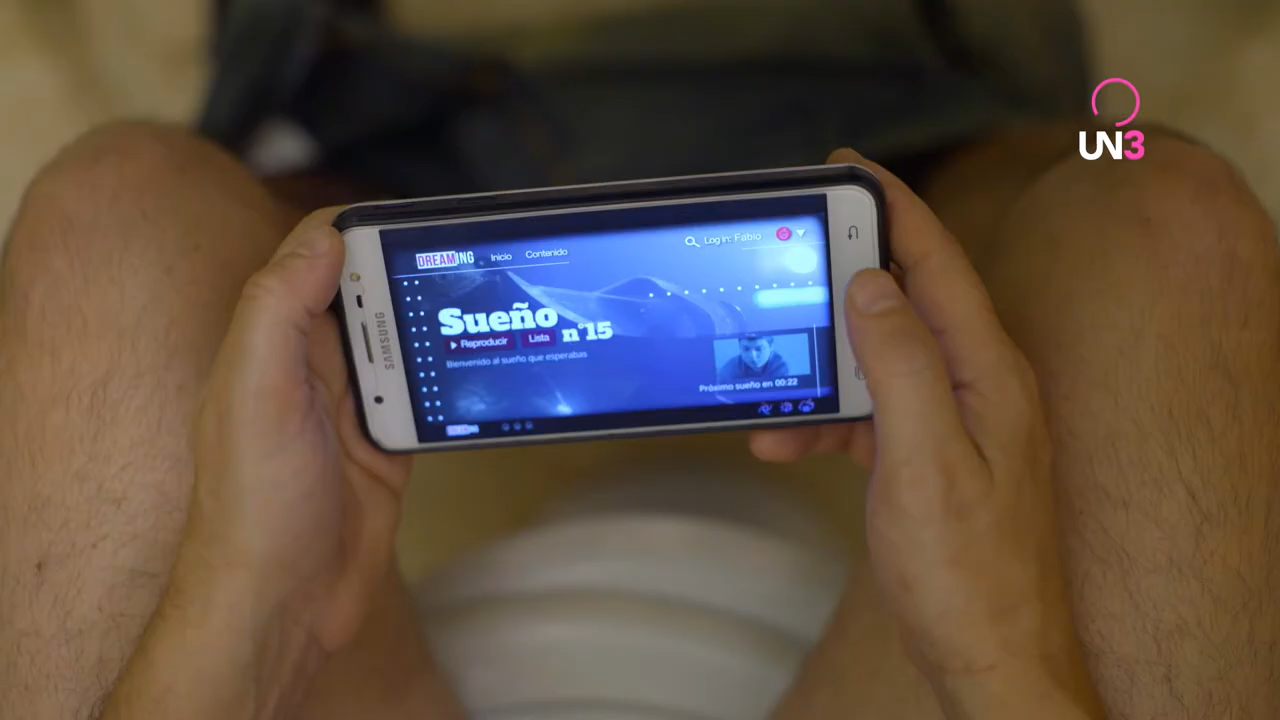 UN3
SAMSUNG
DREAMING Inicio Contenido Log in: Fabio
Sueño
n°15
Reproducir Lista
Bienvenido al sueño que esperabas
Próximo sueño en 00:22
DREAMING